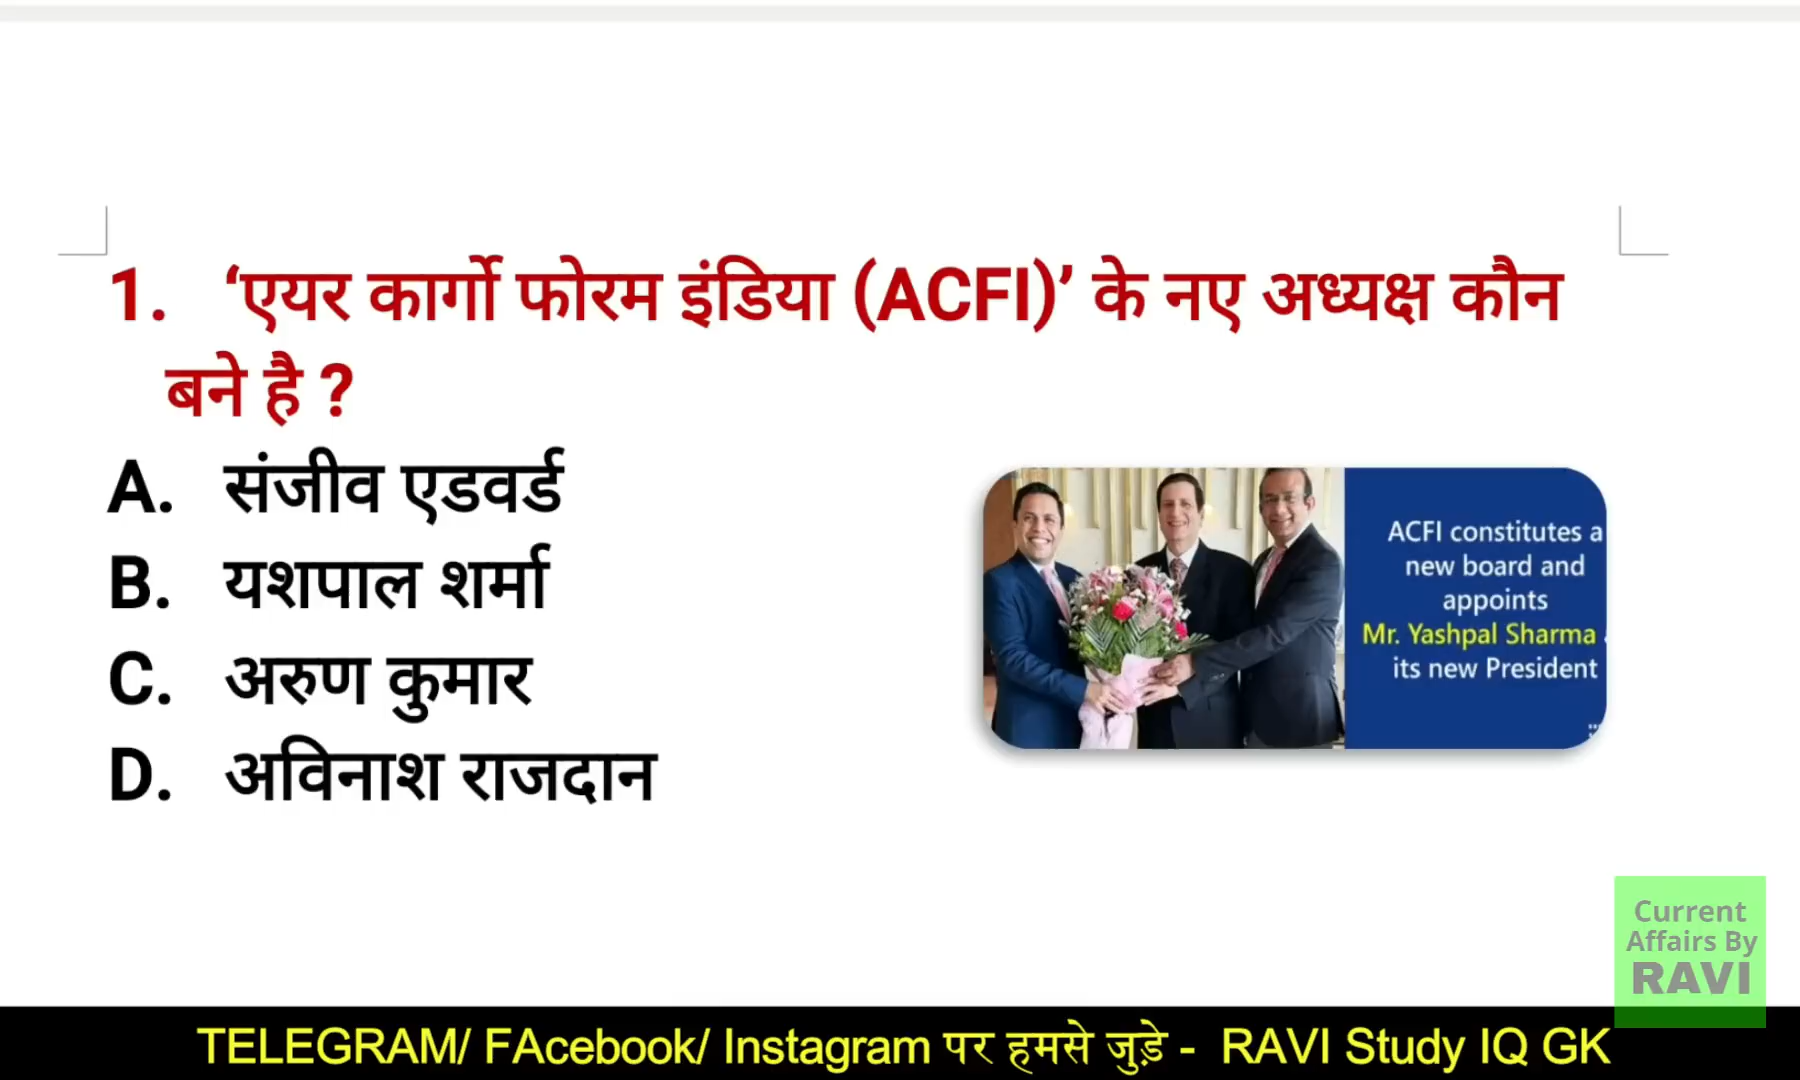 1. ‘एयर कार्गो फोरम इंडिया (ACFI)’ के नए अध्यक्ष कौन
बने है ?
A. संजीव एडवर्ड
B. यशपाल शर्मा
C. अरुण कुमार
D. अविनाश राजदान
ACFI constitutes a
new board and
appoints
Mr. Yashpal Sharma
its new President
Current
Affairs By
RAVI
TELEGRAM/ FAcebook/ Instagram पर हमसे जुड़े - RAVI Study IQ GK